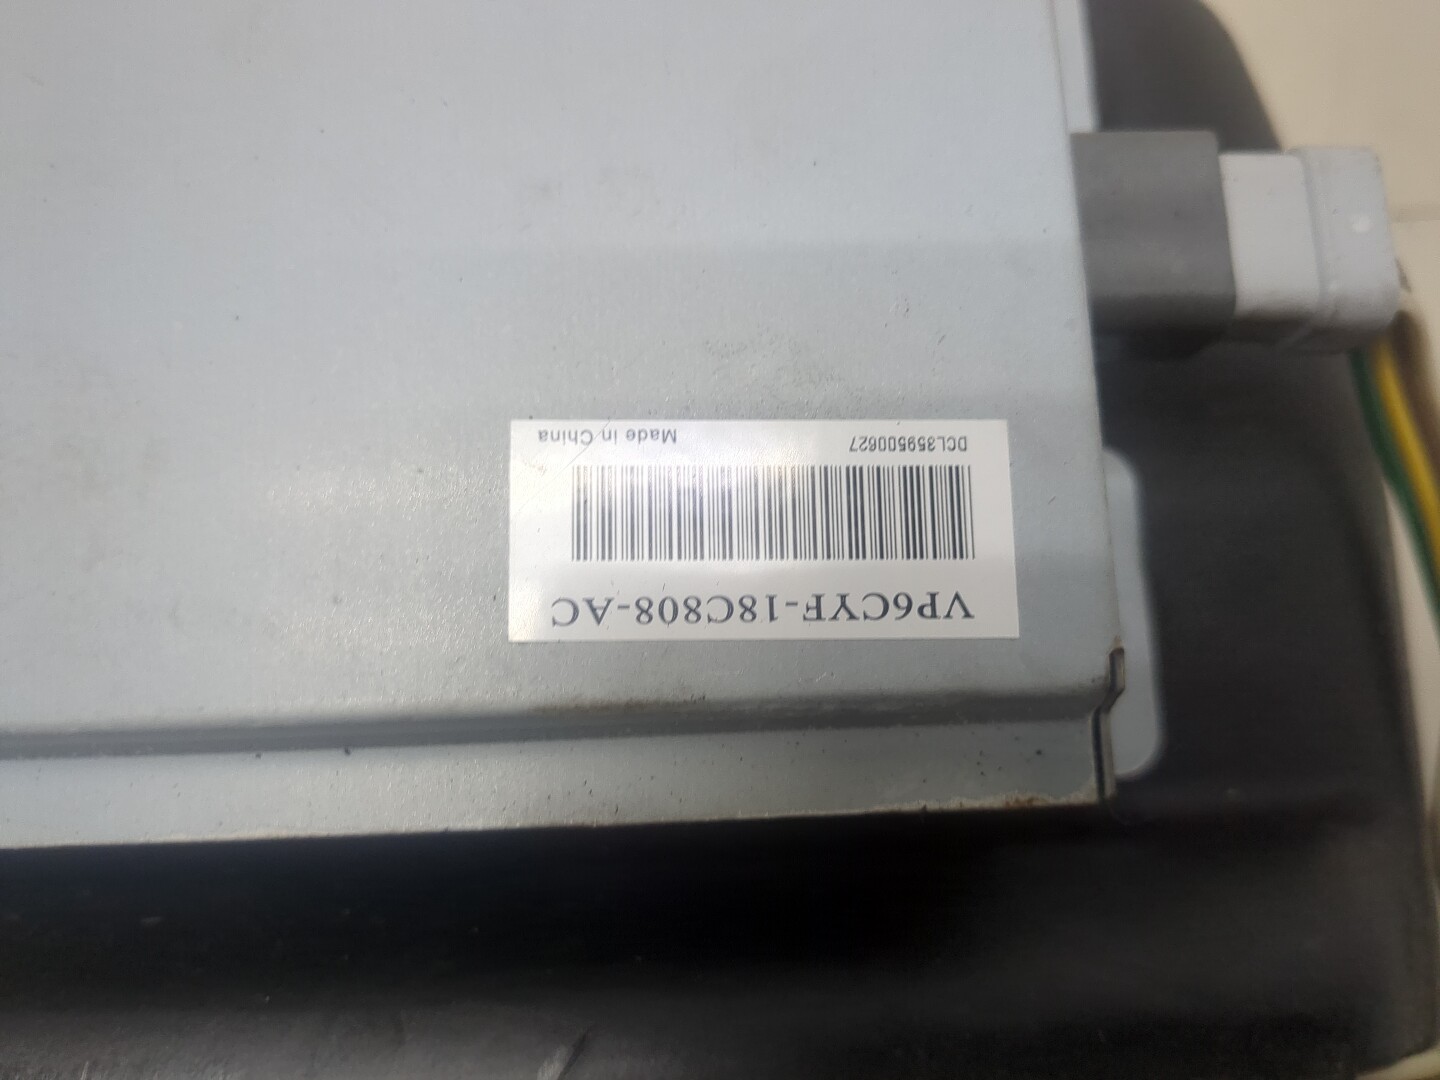 VP6CYF-18C808-AC
DCL359500627 Made in China